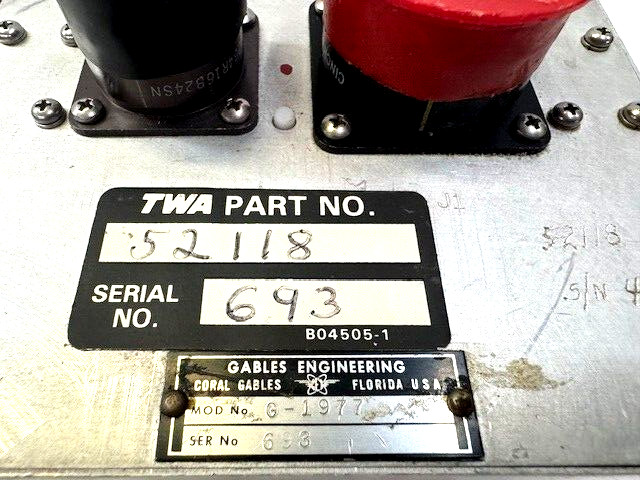 TWA PART NO.
52118
SERIAL NO.
693
B04505-1
J1
52118
S/N 4
GABLES ENGINEERING
CORAL GABLES FLORIDA USA
MOD No G-1977
SER No 693